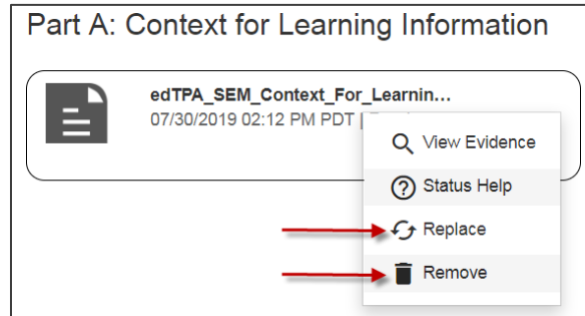 Part A: Context for Learning Information
edTPA_SEM_Context_For_Learnin...
07/30/2019 02:12 PM PDT |
View Evidence
Status Help
Replace
Remove